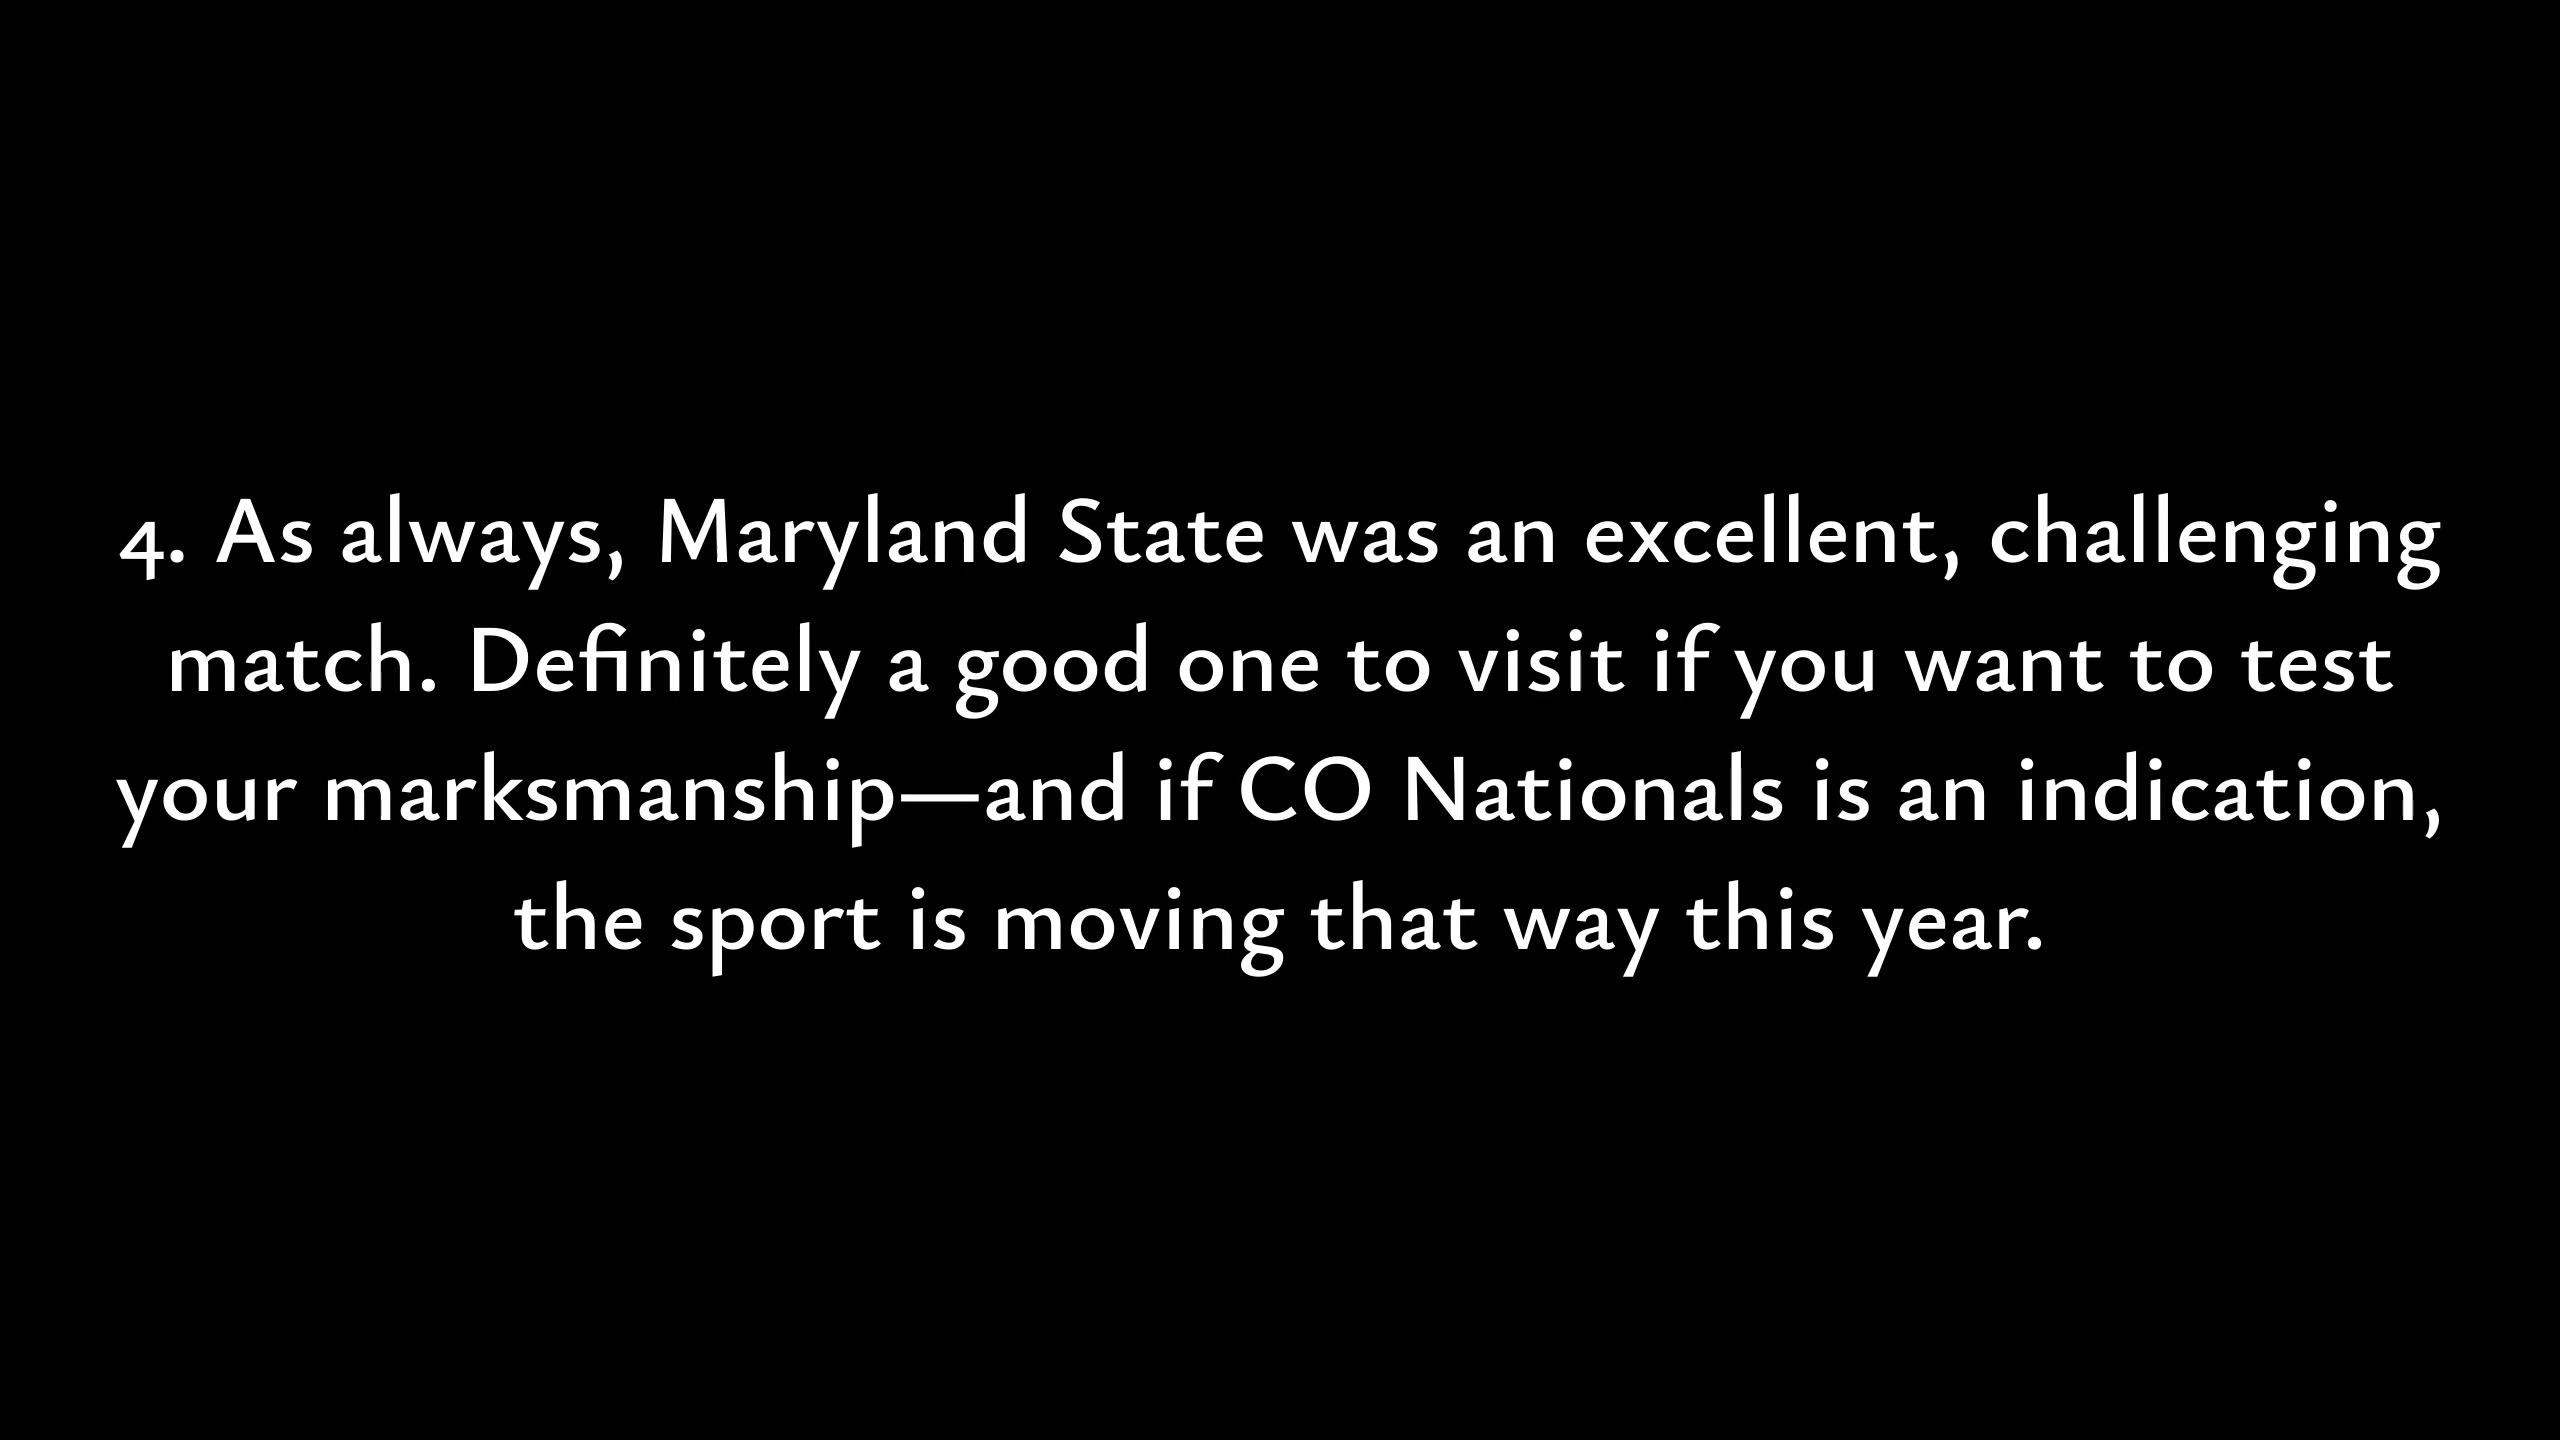 4. As always, Maryland State was an excellent, challenging
match. Definitely a good one to visit if you want to test
your marksmanship—and if CO Nationals is an indication,
the sport is moving that way this year.